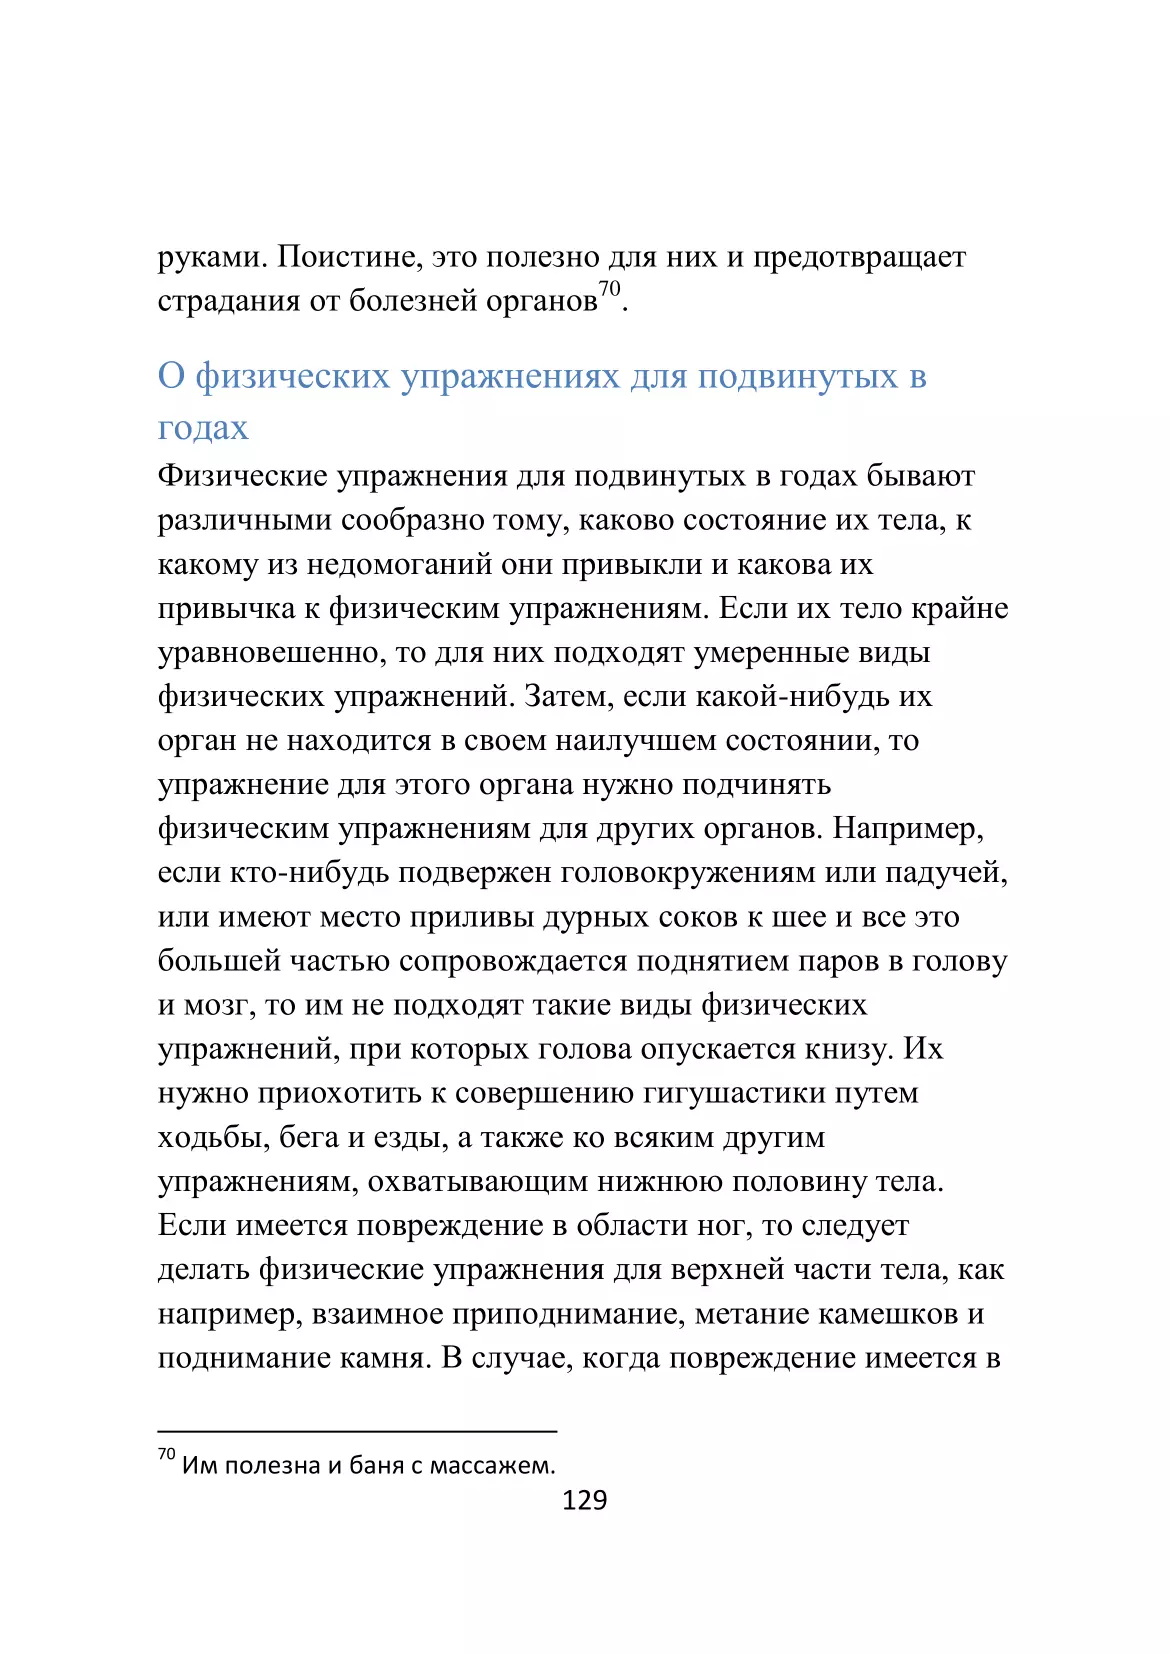 руками. Поистине, это полезно для них и предотвращает
страдания от болезней органов70.
О физических упражнениях для подвинутых в
годах
Физические упражнения для подвинутых в годах бывают
различными сообразно тому, каково состояние их тела, к
какому из недомоганий они привыкли и какова их
привычка к физическим упражнениям. Если их тело крайне
уравновешенно, то для них подходят умеренные виды
физических упражнений. Затем, если какой-нибудь их
орган не находится в своем наилучшем состоянии, то
упражнение для этого органа нужно подчинять
физическим упражнениям для других органов. Например,
если кто-нибудь подвержен головокружениям или падучей,
или имеют место приливы дурных соков к шее и все это
большей частью сопровождается поднятием паров в голову
и мозг, то им не подходят такие виды физических
упражнений, при которых голова опускается книзу. Их
нужно приохотить к совершению гигушастики путем
ходьбы, бега и езды, а также ко всяким другим
упражнениям, охватывающим нижнюю половину тела.
Если имеется повреждение в области ног, то следует
делать физические упражнения для верхней части тела, как
например, взаимное приподнимание, метание камешков и
поднимание камня. В случае, когда повреждение имеется в
70 Им полезна и баня с массажем.
129